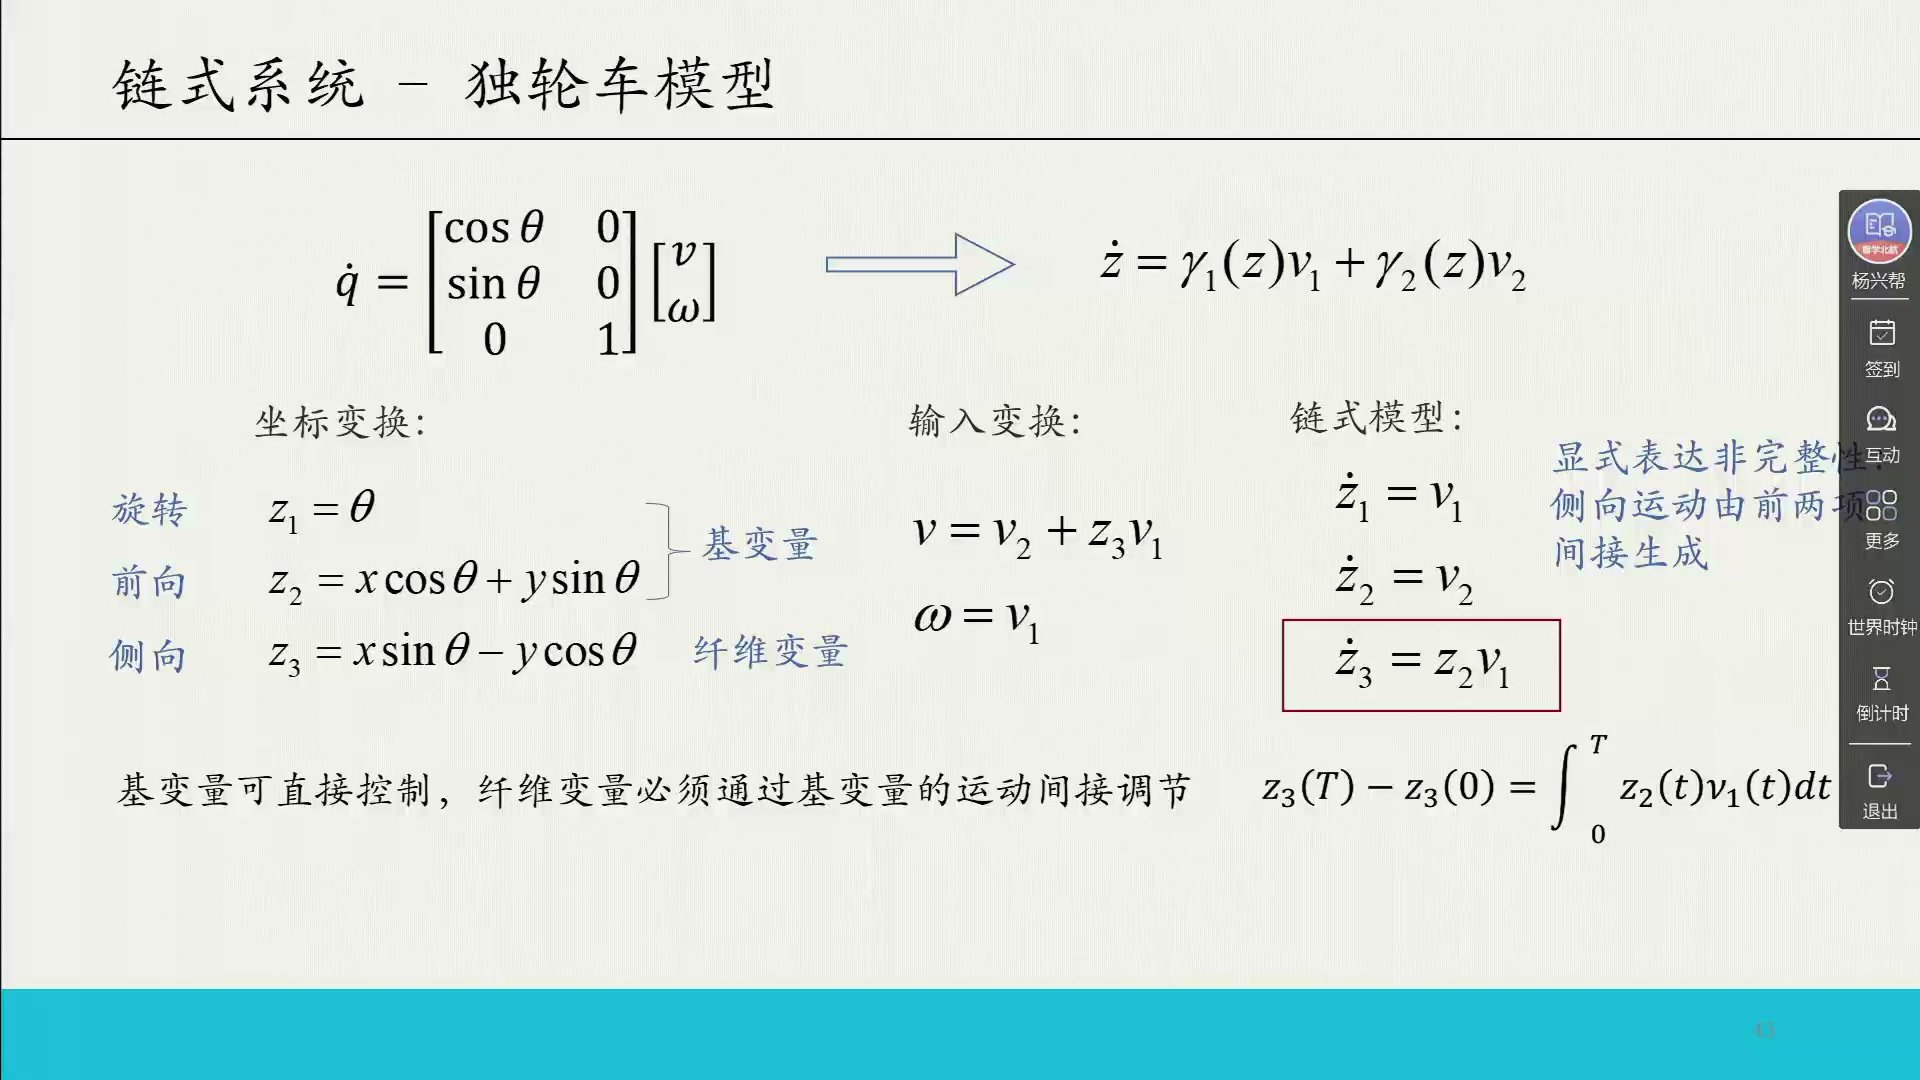 链式系统 – 独轮车模型
q̇ = [cos θ 0; sin θ 0; 0 1] [v; ω]
ż = γ₁(z)v₁ + γ₂(z)v₂
坐标变换：
旋转 z₁ = θ
前向 z₂ = x cos θ + y sin θ
基变量
侧向 z₃ = x sin θ − y cos θ
纤维变量
输入变换：
v = v₂ + z₃v₁
ω = v₁
链式模型：
ż₁ = v₁
ż₂ = v₂
ż₃ = z₂v₁
显式表达非完整性：
侧向运动由前两项
间接生成
基变量可直接控制，纤维变量必须通过基变量的运动间接调节
z₃(T) − z₃(0) = ∫₀ᵀ z₂(t)v₁(t)dt
43
智学北航
杨兴帮
签到
互动
更多
世界时钟
倒计时
退出